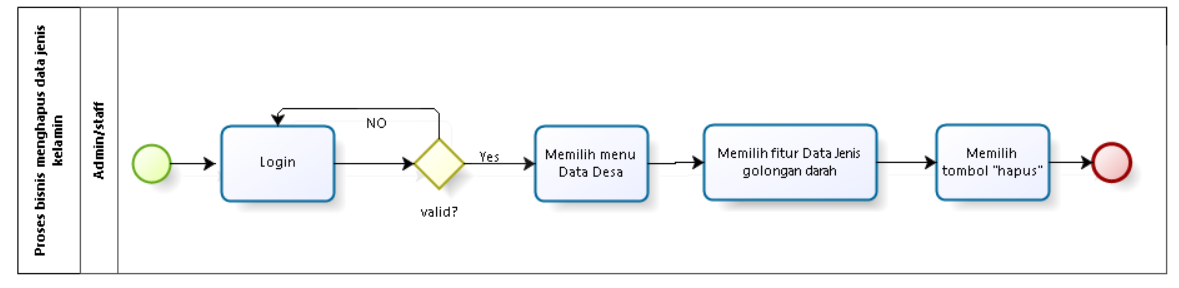 Proses bisnis menghapus data jenis
kelamin
Admin/staff
NO
Login
Yes
valid?
Memilih menu
Data Desa
Memilih fitur Data Jenis
golongan darah
Memilih
tombol "hapus"